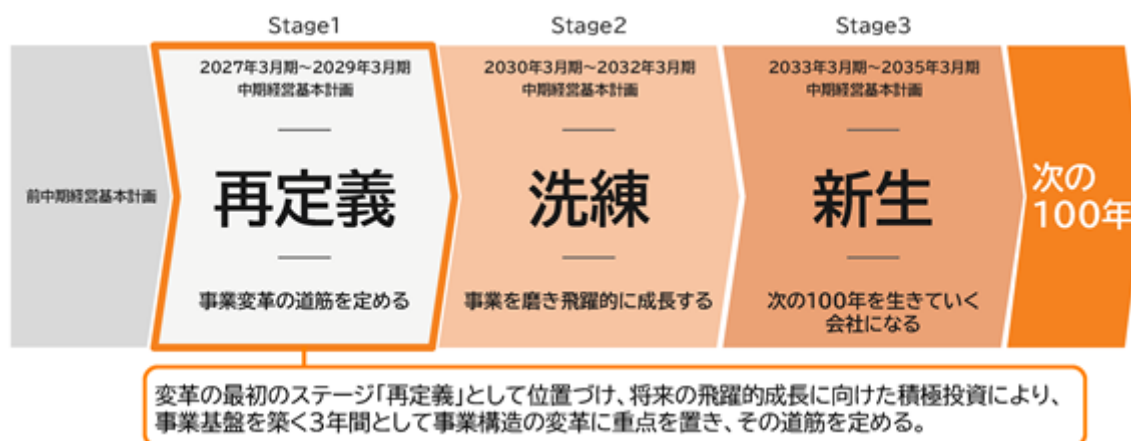 Stage1
Stage2
Stage3
前中期経営基本計画
2027年3月期～2029年3月期
中期経営基本計画
再定義
事業変革の道筋を定める
2030年3月期～2032年3月期
中期経営基本計画
洗練
事業を磨き飛躍的に成長する
2033年3月期～2035年3月期
中期経営基本計画
新生
次の100年を生きていく
会社になる
次の
100年
変革の最初のステージ「再定義」として位置づけ、将来の飛躍的成長に向けた積極投資により、
事業基盤を築く3年間として事業構造の変革に重点を置き、その道筋を定める。